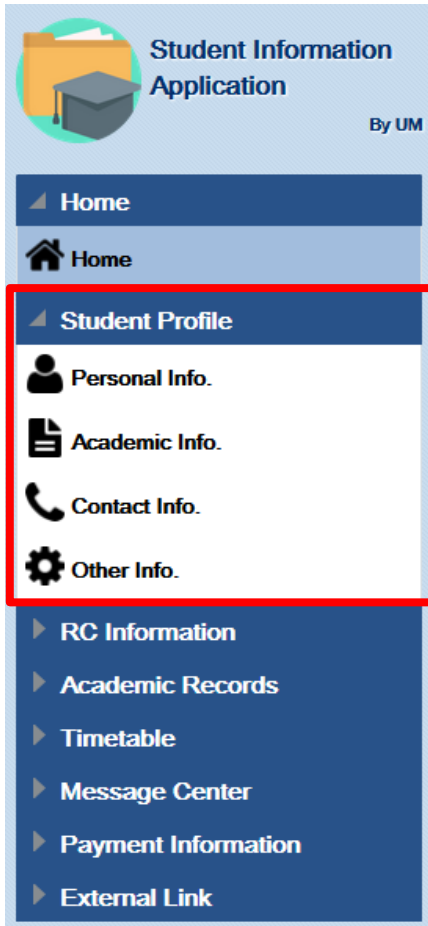 Student Information
Application
By UM
Home
Home
Student Profile
Personal Info.
Academic Info.
Contact Info.
Other Info.
RC Information
Academic Records
Timetable
Message Center
Payment Information
External Link